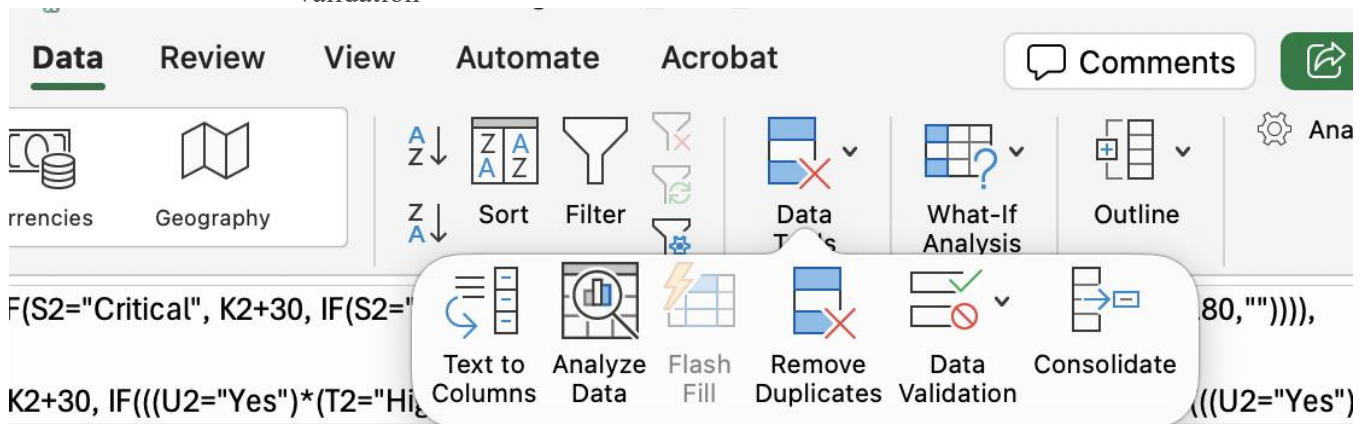 Data Review View Automate Acrobat Comments
rrencies Geography Sort Filter Data What-If Outline Ana
Analysis
F(S2="Critical", K2+30, IF(S2=" 80,"")))),
Text to Analyze Flash Remove Data Consolidate
Columns Data Fill Duplicates Validation
K2+30, IF(((U2="Yes")*(T2="Hig (((U2="Yes")